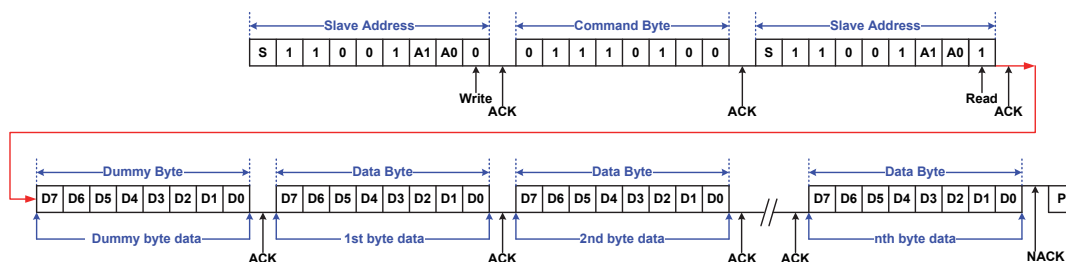 Slave Address Command Byte Slave Address
S 1 1 0 0 1 A1 A0 0 0 1 1 1 0 1 0 0 S 1 1 0 0 1 A1 A0 1
Write ACK ACK Read ACK
Dummy Byte Data Byte Data Byte Data Byte
D7 D6 D5 D4 D3 D2 D1 D0 D7 D6 D5 D4 D3 D2 D1 D0 D7 D6 D5 D4 D3 D2 D1 D0 // D7 D6 D5 D4 D3 D2 D1 D0 P
Dummy byte data 1st byte data 2nd byte data nth byte data
ACK ACK ACK ACK NACK